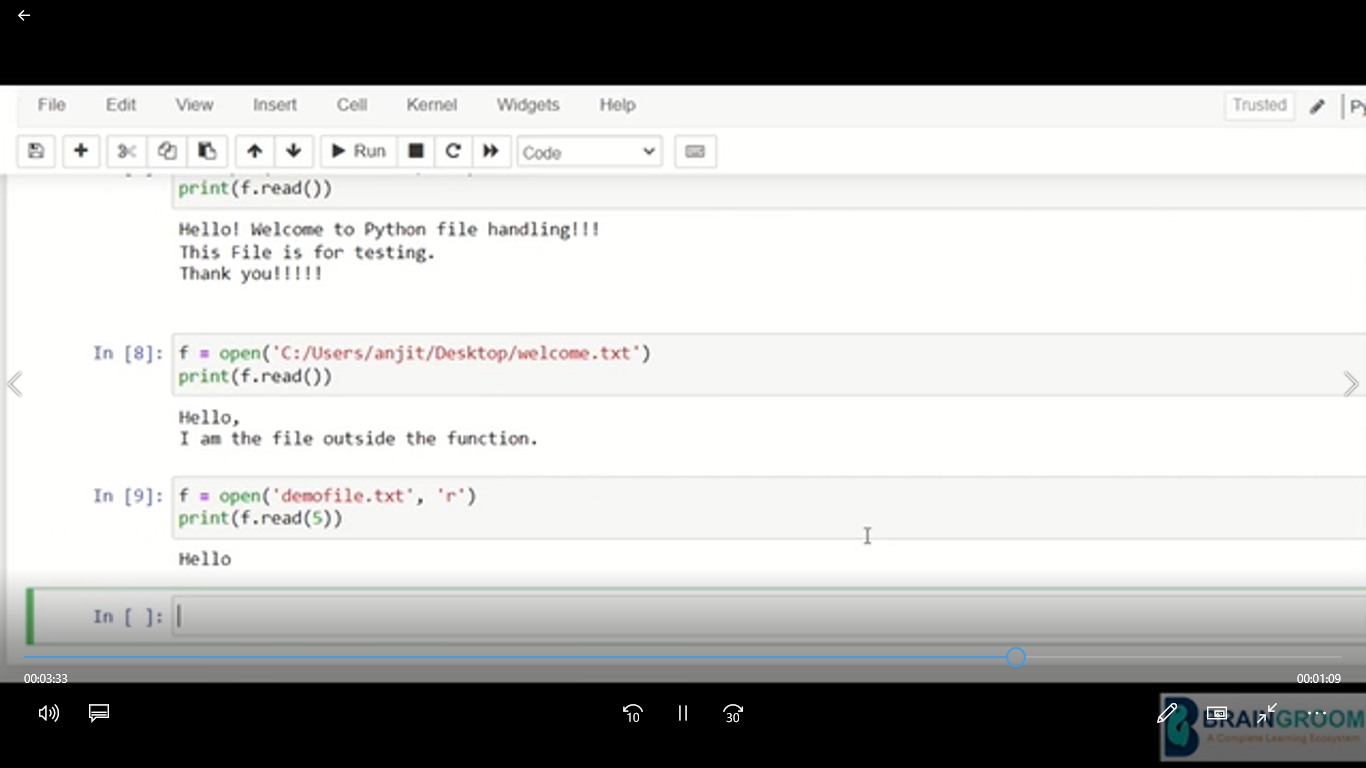 File Edit View Insert Cell Kernel Widgets Help Trusted
Run Code
print(f.read())
Hello! Welcome to Python file handling!!!
This File is for testing.
Thank you!!!!!
In [8]: f = open('C:/Users/anjit/Desktop/welcome.txt')
print(f.read())
Hello,
I am the file outside the function.
In [9]: f = open('demofile.txt', 'r')
print(f.read(5))
Hello
In [ ]:
00:03:33 00:01:09
10 30
BRAINGROOM
A Complete Learning Ecosystem